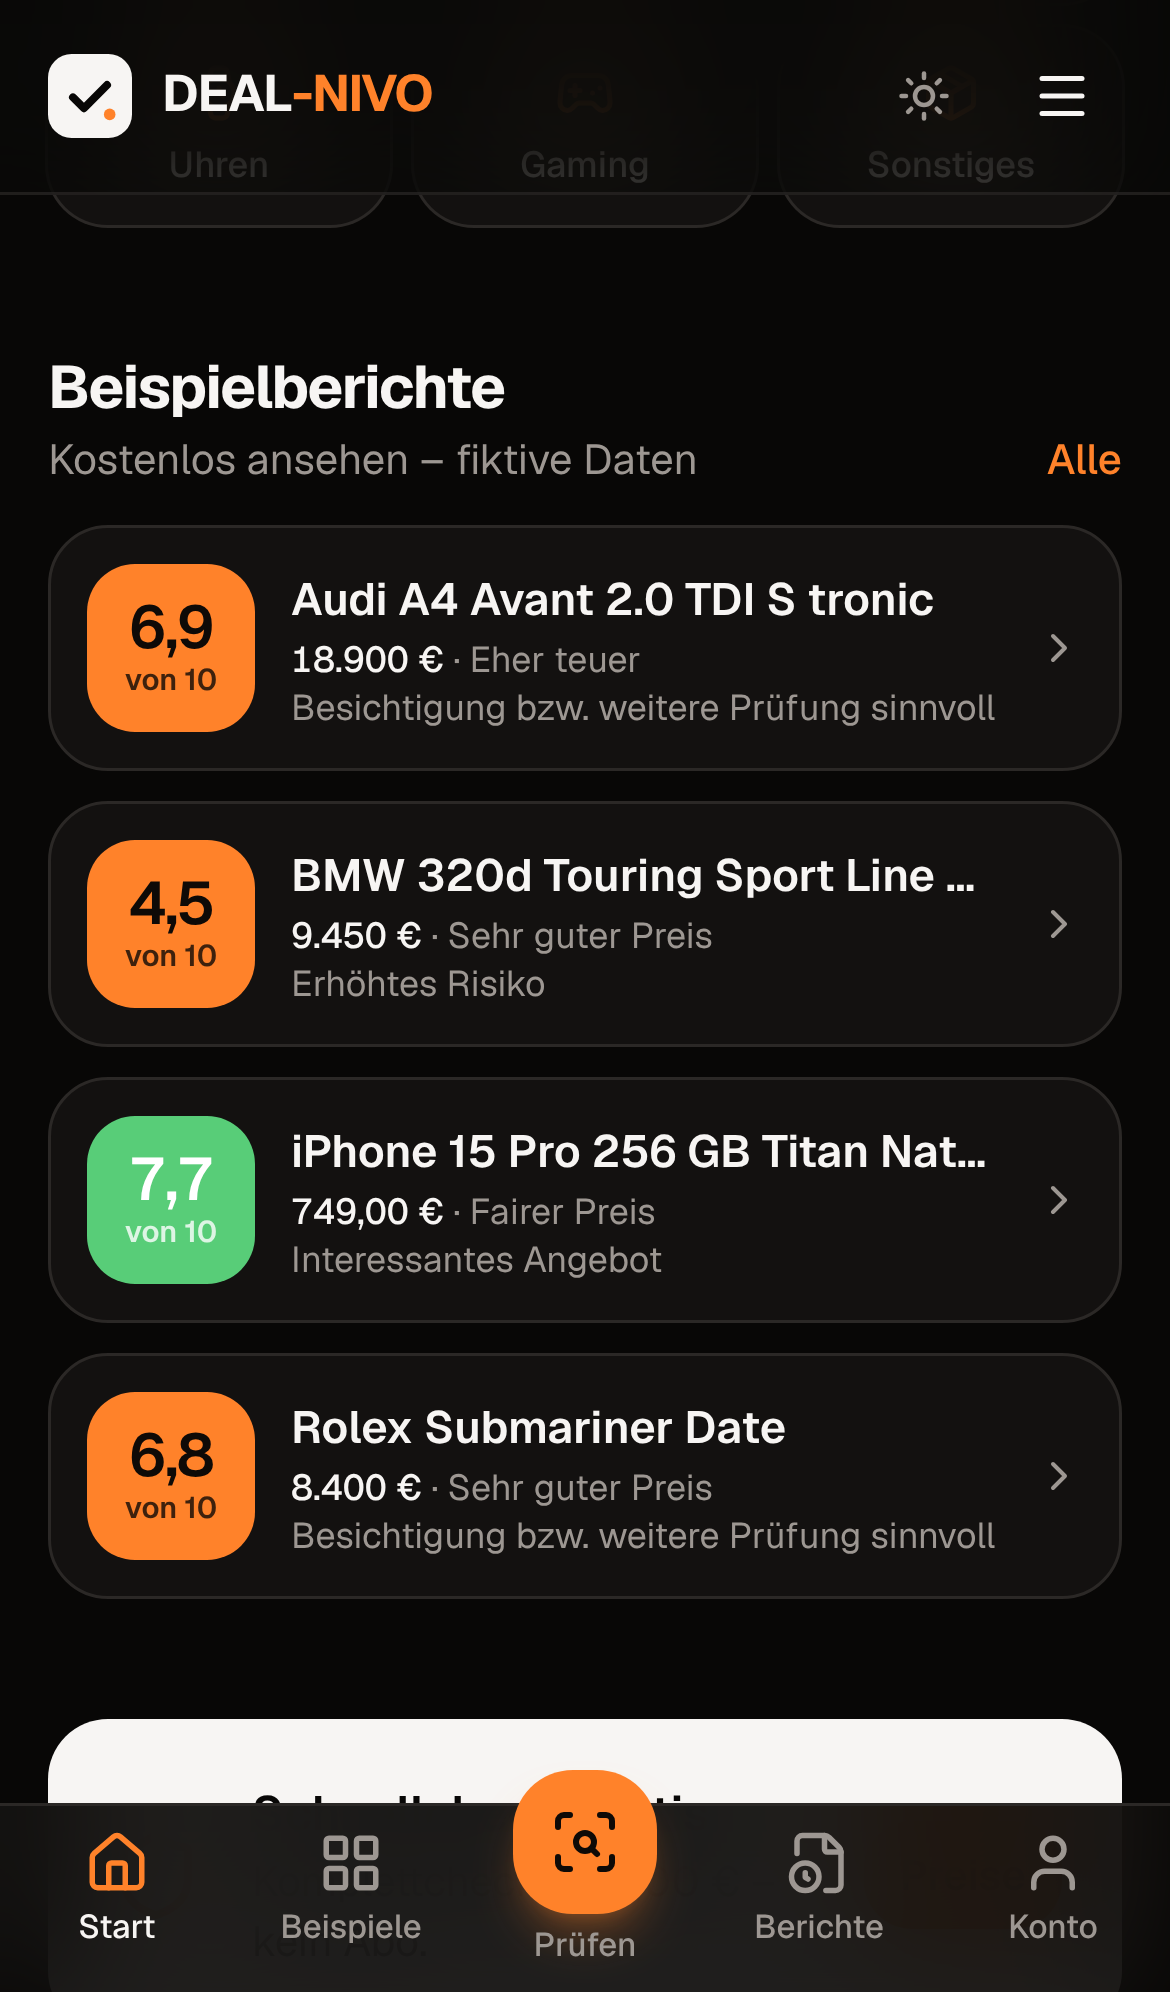 DEAL-NIVO
Uhren
Gaming
Sonstiges
Beispielberichte
Kostenlos ansehen – fiktive Daten
Alle
6,9
von 10
Audi A4 Avant 2.0 TDI S tronic
18.900 € · Eher teuer
Besichtigung bzw. weitere Prüfung sinnvoll
4,5
von 10
BMW 320d Touring Sport Line ...
9.450 € · Sehr guter Preis
Erhöhtes Risiko
7,7
von 10
iPhone 15 Pro 256 GB Titan Nat...
749,00 € · Fairer Preis
Interessantes Angebot
6,8
von 10
Rolex Submariner Date
8.400 € · Sehr guter Preis
Besichtigung bzw. weitere Prüfung sinnvoll
kein Abo.
Start
Beispiele
Prüfen
Berichte
Konto